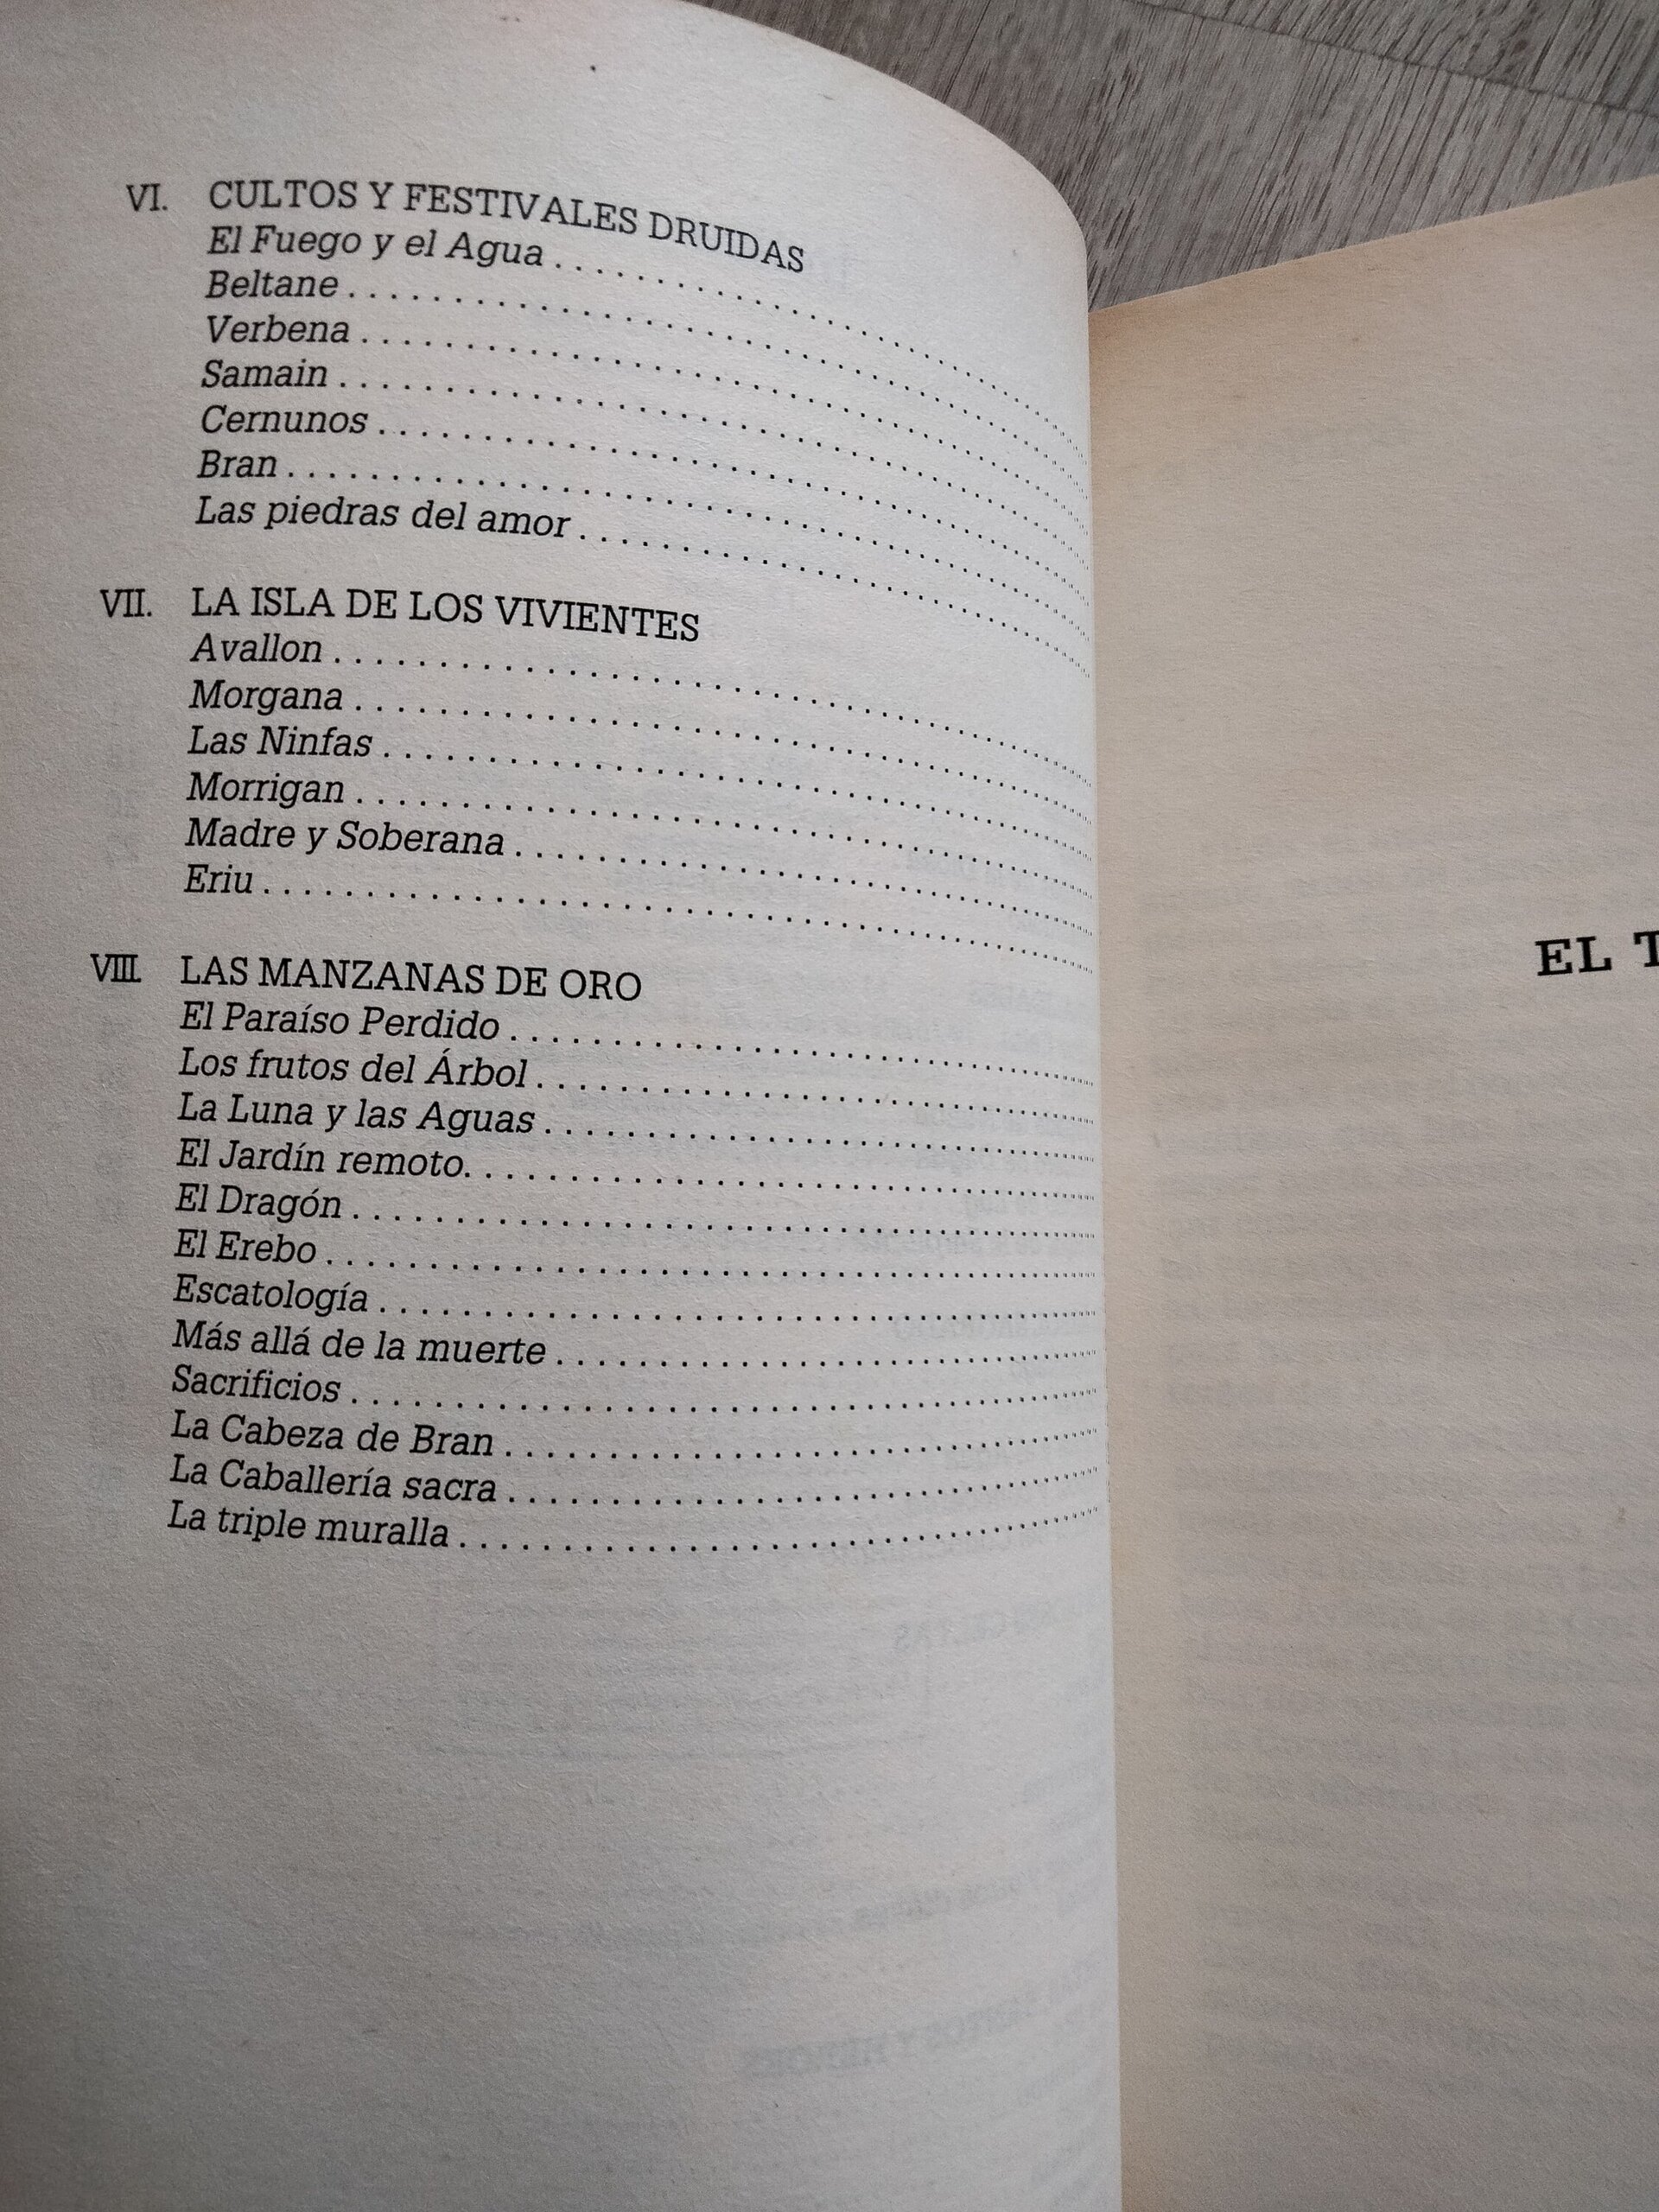 VI. CULTOS Y FESTIVALES DRUIDAS
El Fuego y el Agua
Beltane
Verbena
Samain
Cernunos
Bran
Las piedras del amor
VII. LA ISLA DE LOS VIVIENTES
Avallon
Morgana
Las Ninfas
Morrigan
Madre y Soberana
Eriu
VIII. LAS MANZANAS DE ORO
El Paraíso Perdido
Los frutos del Árbol
La Luna y las Aguas
El Jardín remoto
El Dragón
El Erebo
Escatología
Más allá de la muerte
Sacrificios
La Cabeza de Bran
La Caballería sacra
La triple muralla
EL T